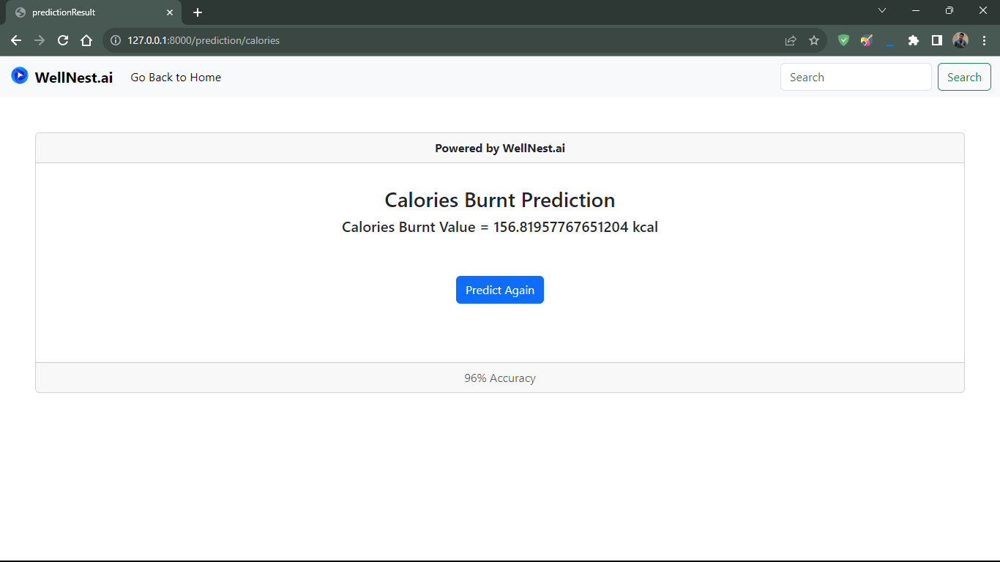 predictionResult
127.0.0.1:8000/prediction/calories
WellNest.ai Go Back to Home Search Search
Powered by WellNest.ai
Calories Burnt Prediction
Calories Burnt Value = 156.81957767651204 kcal
Predict Again
96% Accuracy